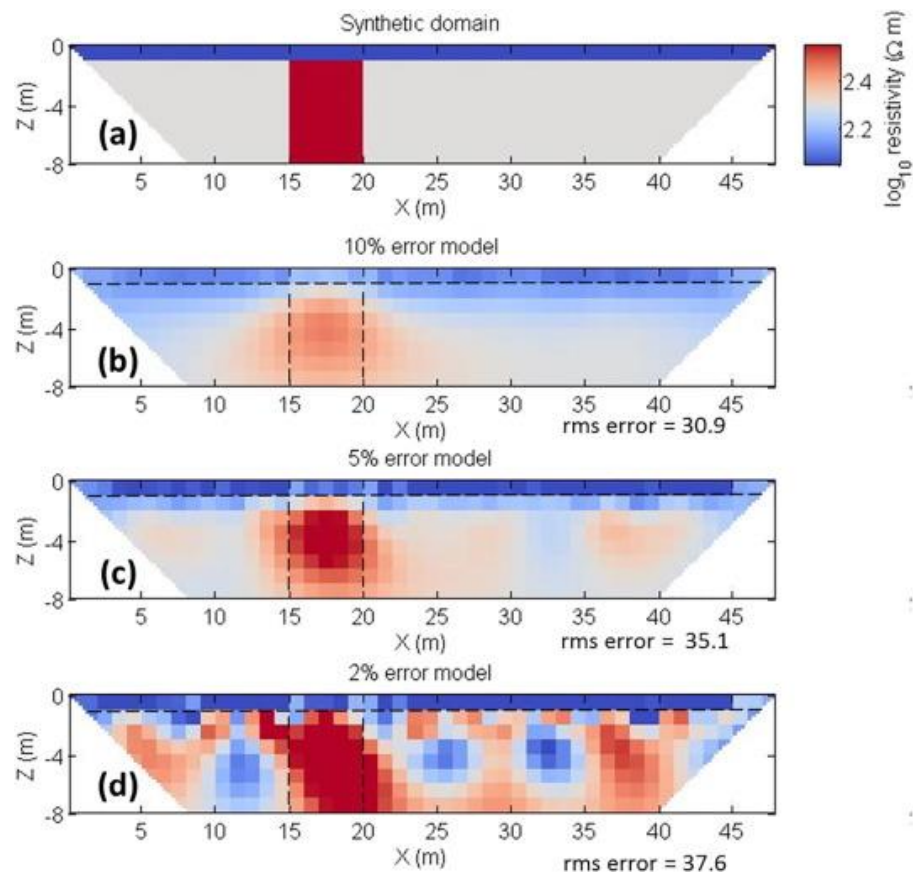 Synthetic domain
0
-4
-8
Z (m)
(a)
5 10 15 20 25 30 35 40 45
X (m)
2.4
2.2
log10 resistivity (Ω m)
10% error model
0
-4
-8
Z (m)
(b)
5 10 15 20 25 30 35 40 45
X (m)
rms error = 30.9
5% error model
0
-4
-8
Z (m)
(c)
5 10 15 20 25 30 35 40 45
X (m)
rms error = 35.1
2% error model
0
-4
-8
Z (m)
(d)
5 10 15 20 25 30 35 40 45
X (m)
rms error = 37.6